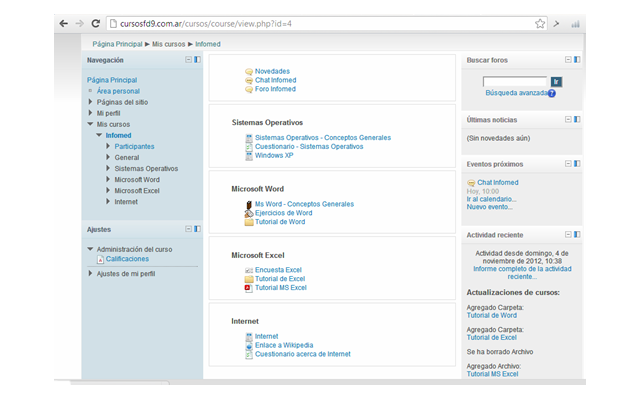 cursosfd9.com.ar/cursos/course/view.php?id=4
Página Principal ► Mis cursos ► Infomed
Navegación
Página Principal
Área personal
Páginas del sitio
Mi perfil
Mis cursos
Infomed
Participantes
General
Sistemas Operativos
Microsoft Word
Microsoft Excel
Internet
Ajustes
Administración del curso
Calificaciones
Ajustes de mi perfil
Novedades
Chat Infomed
Foro Infomed
Sistemas Operativos
Sistemas Operativos - Conceptos Generales
Cuestionario - Sistemas Operativos
Windows XP
Microsoft Word
Ms Word - Conceptos Generales
Ejercicios de Word
Tutorial de Word
Microsoft Excel
Encuesta Excel
Tutorial de Excel
Tutorial MS Excel
Internet
Internet
Enlace a Wikipedia
Cuestionario acerca de Internet
Buscar foros
Ir
Búsqueda avanzada
Últimas noticias
(Sin novedades aún)
Eventos próximos
Chat Infomed
Hoy, 10:00
Ir al calendario...
Nuevo evento...
Actividad reciente
Actividad desde domingo, 4 de
noviembre de 2012, 10:38
Informe completo de la actividad
reciente...
Actualizaciones de cursos:
Agregado Carpeta:
Tutorial de Word
Agregado Carpeta:
Tutorial de Excel
Se ha borrado Archivo
Agregado Archivo:
Tutorial MS Excel